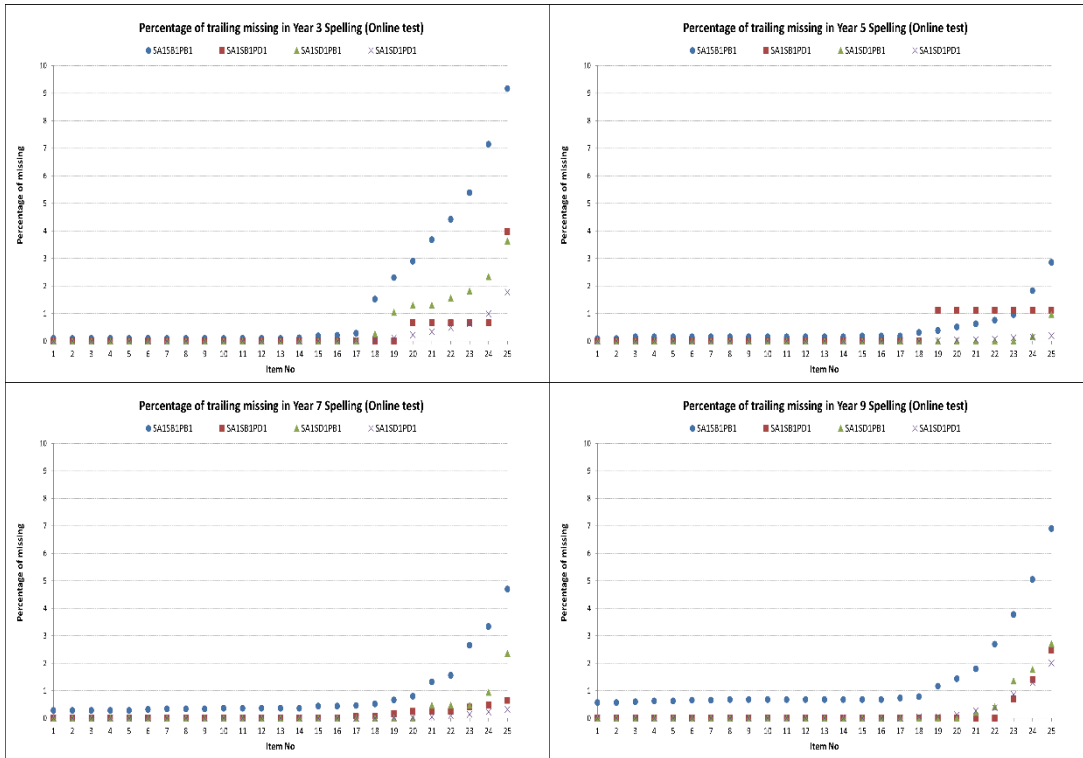 Percentage of trailing missing in Year 3 Spelling (Online test)
SA1SB1PB1 SA1SB1PD1 SA1SD1PB1 SA1SD1PD1
10
9
8
7
6
5
4
3
2
1
0
Percentage of missing
1 2 3 4 5 6 7 8 9 10 11 12 13 14 15 16 17 18 19 20 21 22 23 24 25
Item No
Percentage of trailing missing in Year 5 Spelling (Online test)
SA1SB1PB1 SA1SB1PD1 SA1SD1PB1 SA1SD1PD1
10
9
8
7
6
5
4
3
2
1
0
Percentage of missing
1 2 3 4 5 6 7 8 9 10 11 12 13 14 15 16 17 18 19 20 21 22 23 24 25
Item No
Percentage of trailing missing in Year 7 Spelling (Online test)
SA1SB1PB1 SA1SB1PD1 SA1SD1PB1 SA1SD1PD1
10
9
8
7
6
5
4
3
2
1
0
Percentage of missing
1 2 3 4 5 6 7 8 9 10 11 12 13 14 15 16 17 18 19 20 21 22 23 24 25
Item No
Percentage of trailing missing in Year 9 Spelling (Online test)
SA1SB1PB1 SA1SB1PD1 SA1SD1PB1 SA1SD1PD1
10
9
8
7
6
5
4
3
2
1
0
Percentage of missing
1 2 3 4 5 6 7 8 9 10 11 12 13 14 15 16 17 18 19 20 21 22 23 24 25
Item No